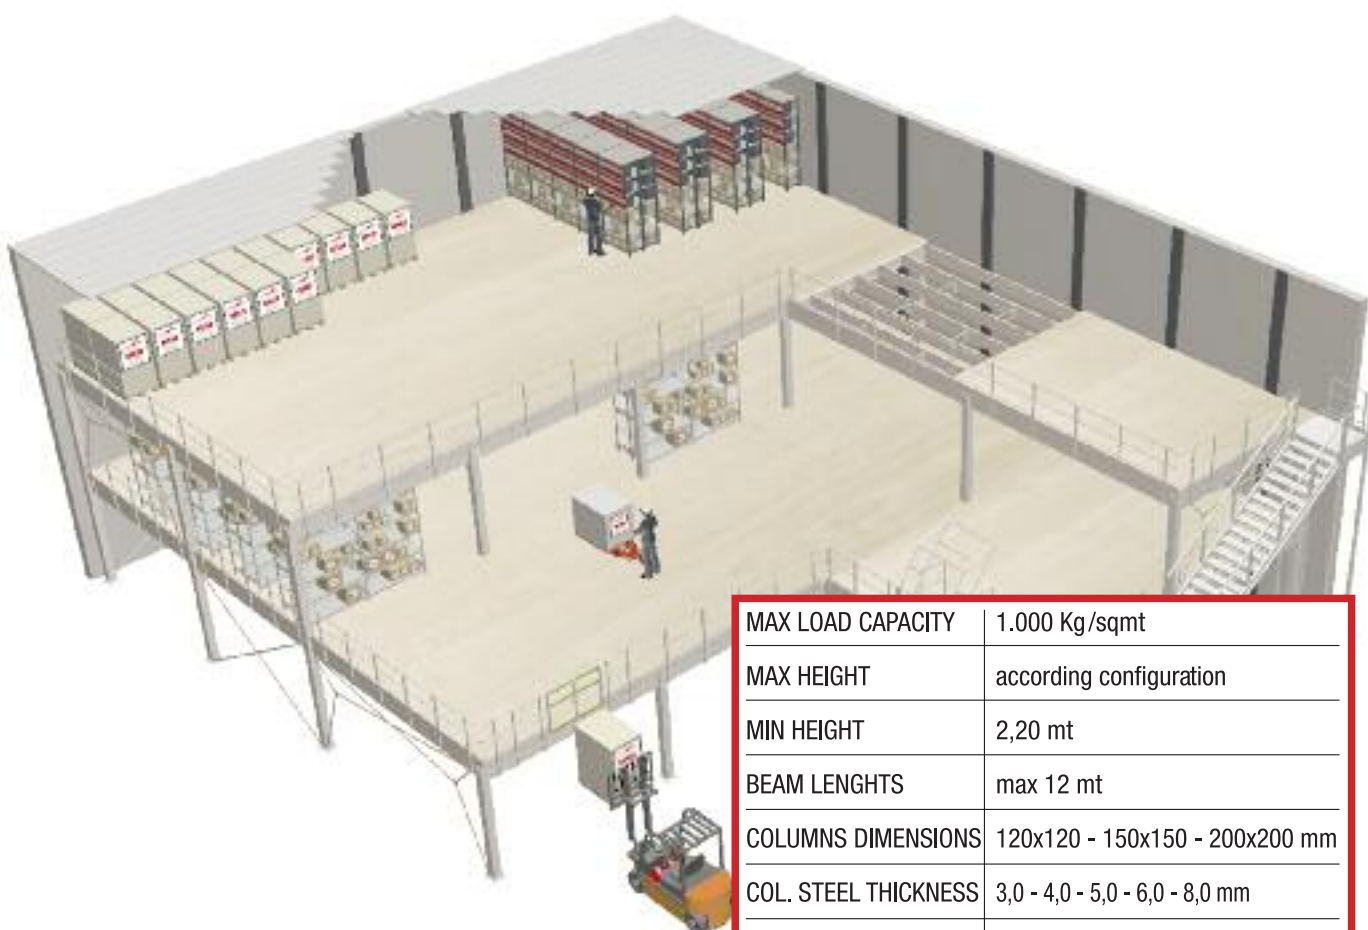 MAX LOAD CAPACITY 1.000 Kg/sqmt
MAX HEIGHT according configuration
MIN HEIGHT 2,20 mt
BEAM LENGHTS max 12 mt
COLUMNS DIMENSIONS 120x120 - 150x150 - 200x200 mm
COL. STEEL THICKNESS 3,0 - 4,0 - 5,0 - 6,0 - 8,0 mm